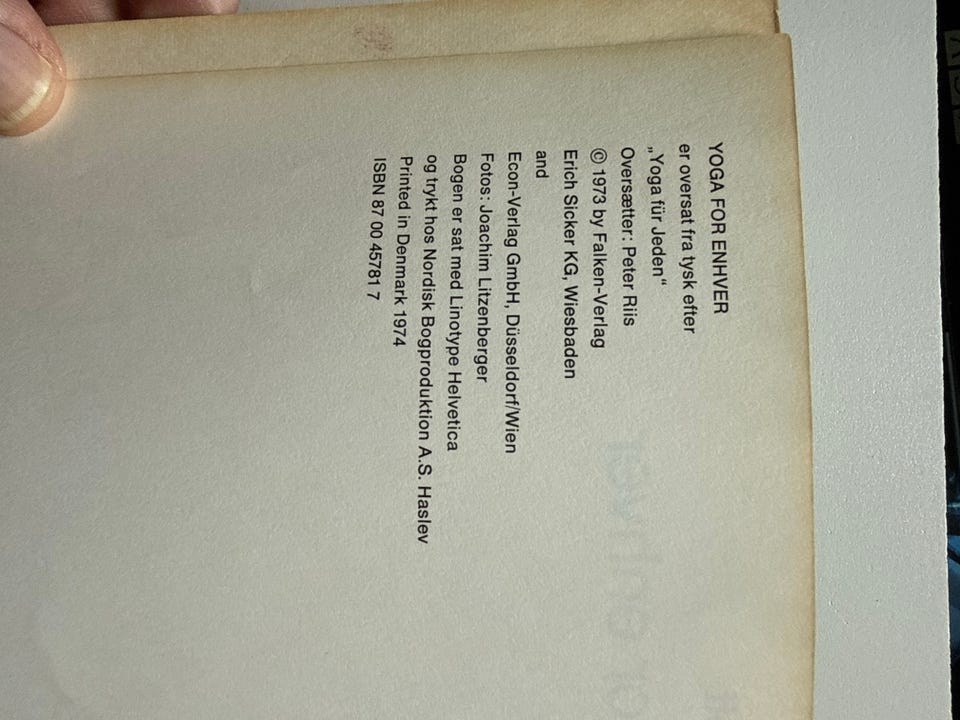 YOGA FOR ENHVER
er oversat fra tysk efter
„Yoga für Jeden“
Oversætter: Peter Riis
© 1973 by Falken-Verlag
Erich Sicker KG, Wiesbaden
and
Econ-Verlag GmbH, Düsseldorf/Wien
Fotos: Joachim Litzenberger
Bogen er sat med Linotype Helvetica
og trykt hos Nordisk Bogproduktion A.S. Haslev
Printed in Denmark 1974
ISBN 87 00 45781 7